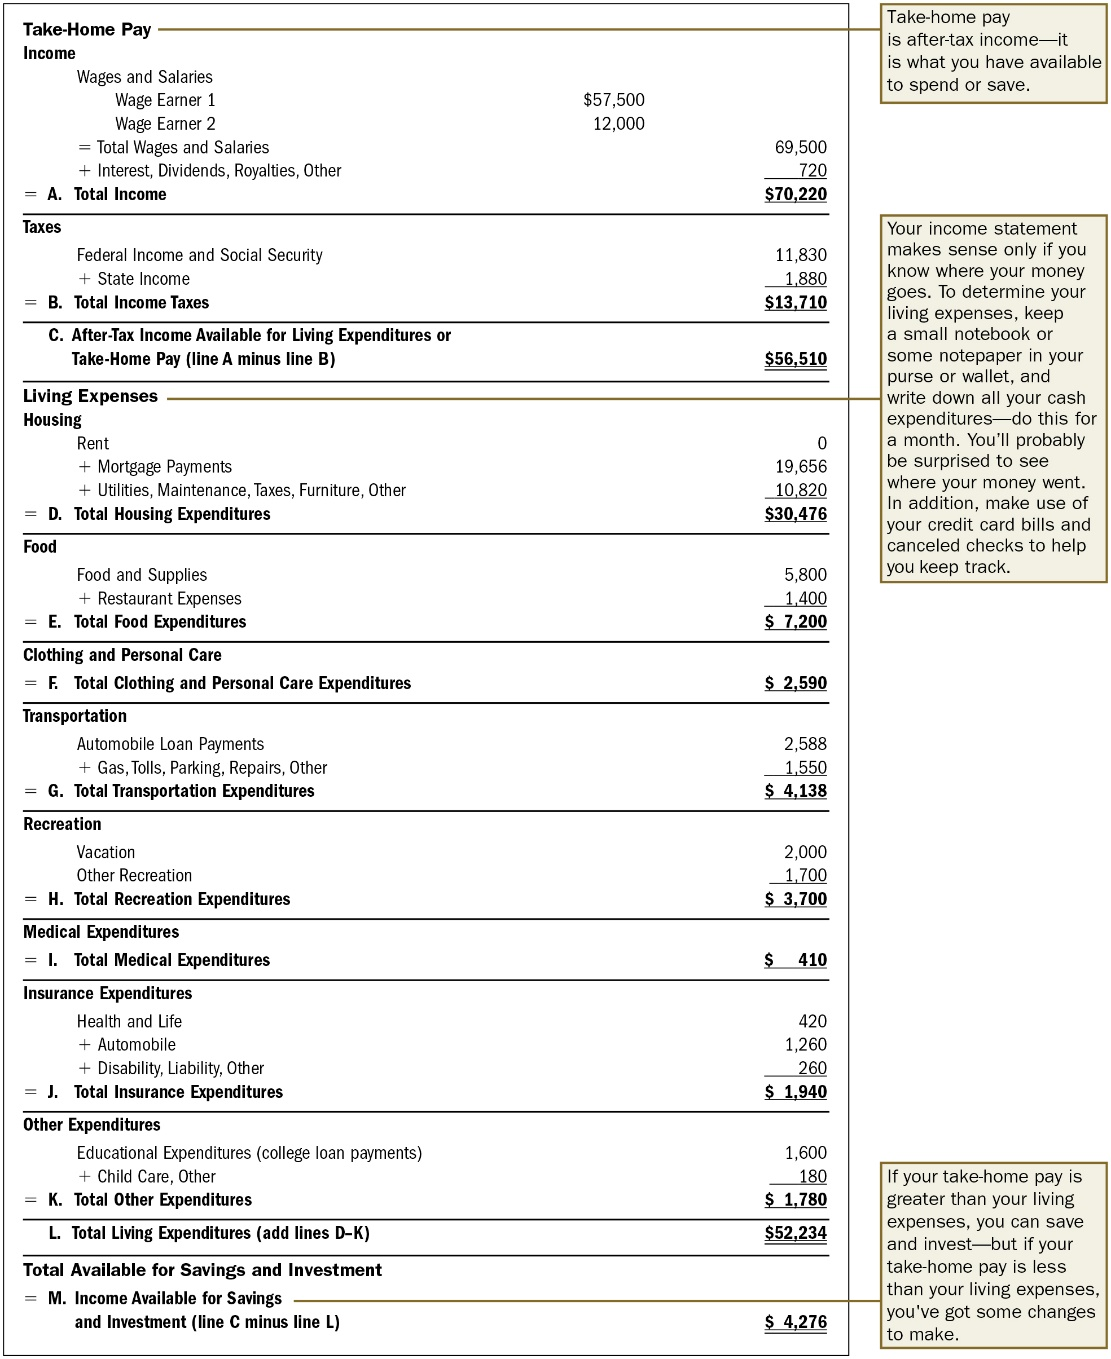 Take-Home Pay
Income
Wages and Salaries
Wage Earner 1 $57,500
Wage Earner 2 12,000
= Total Wages and Salaries 69,500
+ Interest, Dividends, Royalties, Other 720
= A. Total Income $70,220
Taxes
Federal Income and Social Security 11,830
+ State Income 1,880
= B. Total Income Taxes $13,710
C. After-Tax Income Available for Living Expenditures or
Take-Home Pay (line A minus line B) $56,510
Living Expenses
Housing
Rent 0
+ Mortgage Payments 19,656
+ Utilities, Maintenance, Taxes, Furniture, Other 10,820
= D. Total Housing Expenditures $30,476
Food
Food and Supplies 5,800
+ Restaurant Expenses 1,400
= E. Total Food Expenditures $ 7,200
Clothing and Personal Care
= F. Total Clothing and Personal Care Expenditures $ 2,590
Transportation
Automobile Loan Payments 2,588
+ Gas, Tolls, Parking, Repairs, Other 1,550
= G. Total Transportation Expenditures $ 4,138
Recreation
Vacation 2,000
Other Recreation 1,700
= H. Total Recreation Expenditures $ 3,700
Medical Expenditures
= I. Total Medical Expenditures $ 410
Insurance Expenditures
Health and Life 420
+ Automobile 1,260
+ Disability, Liability, Other 260
= J. Total Insurance Expenditures $ 1,940
Other Expenditures
Educational Expenditures (college loan payments) 1,600
+ Child Care, Other 180
= K. Total Other Expenditures $ 1,780
L. Total Living Expenditures (add lines D–K) $52,234
Total Available for Savings and Investment
= M. Income Available for Savings
and Investment (line C minus line L) $ 4,276
Take-home pay
is after-tax income—it
is what you have available
to spend or save.
Your income statement
makes sense only if you
know where your money
goes. To determine your
living expenses, keep
a small notebook or
some notepaper in your
purse or wallet, and
write down all your cash
expenditures—do this for
a month. You’ll probably
be surprised to see
where your money went.
In addition, make use of
your credit card bills and
canceled checks to help
you keep track.
If your take-home pay is
greater than your living
expenses, you can save
and invest—but if your
take-home pay is less
than your living expenses,
you've got some changes
to make.